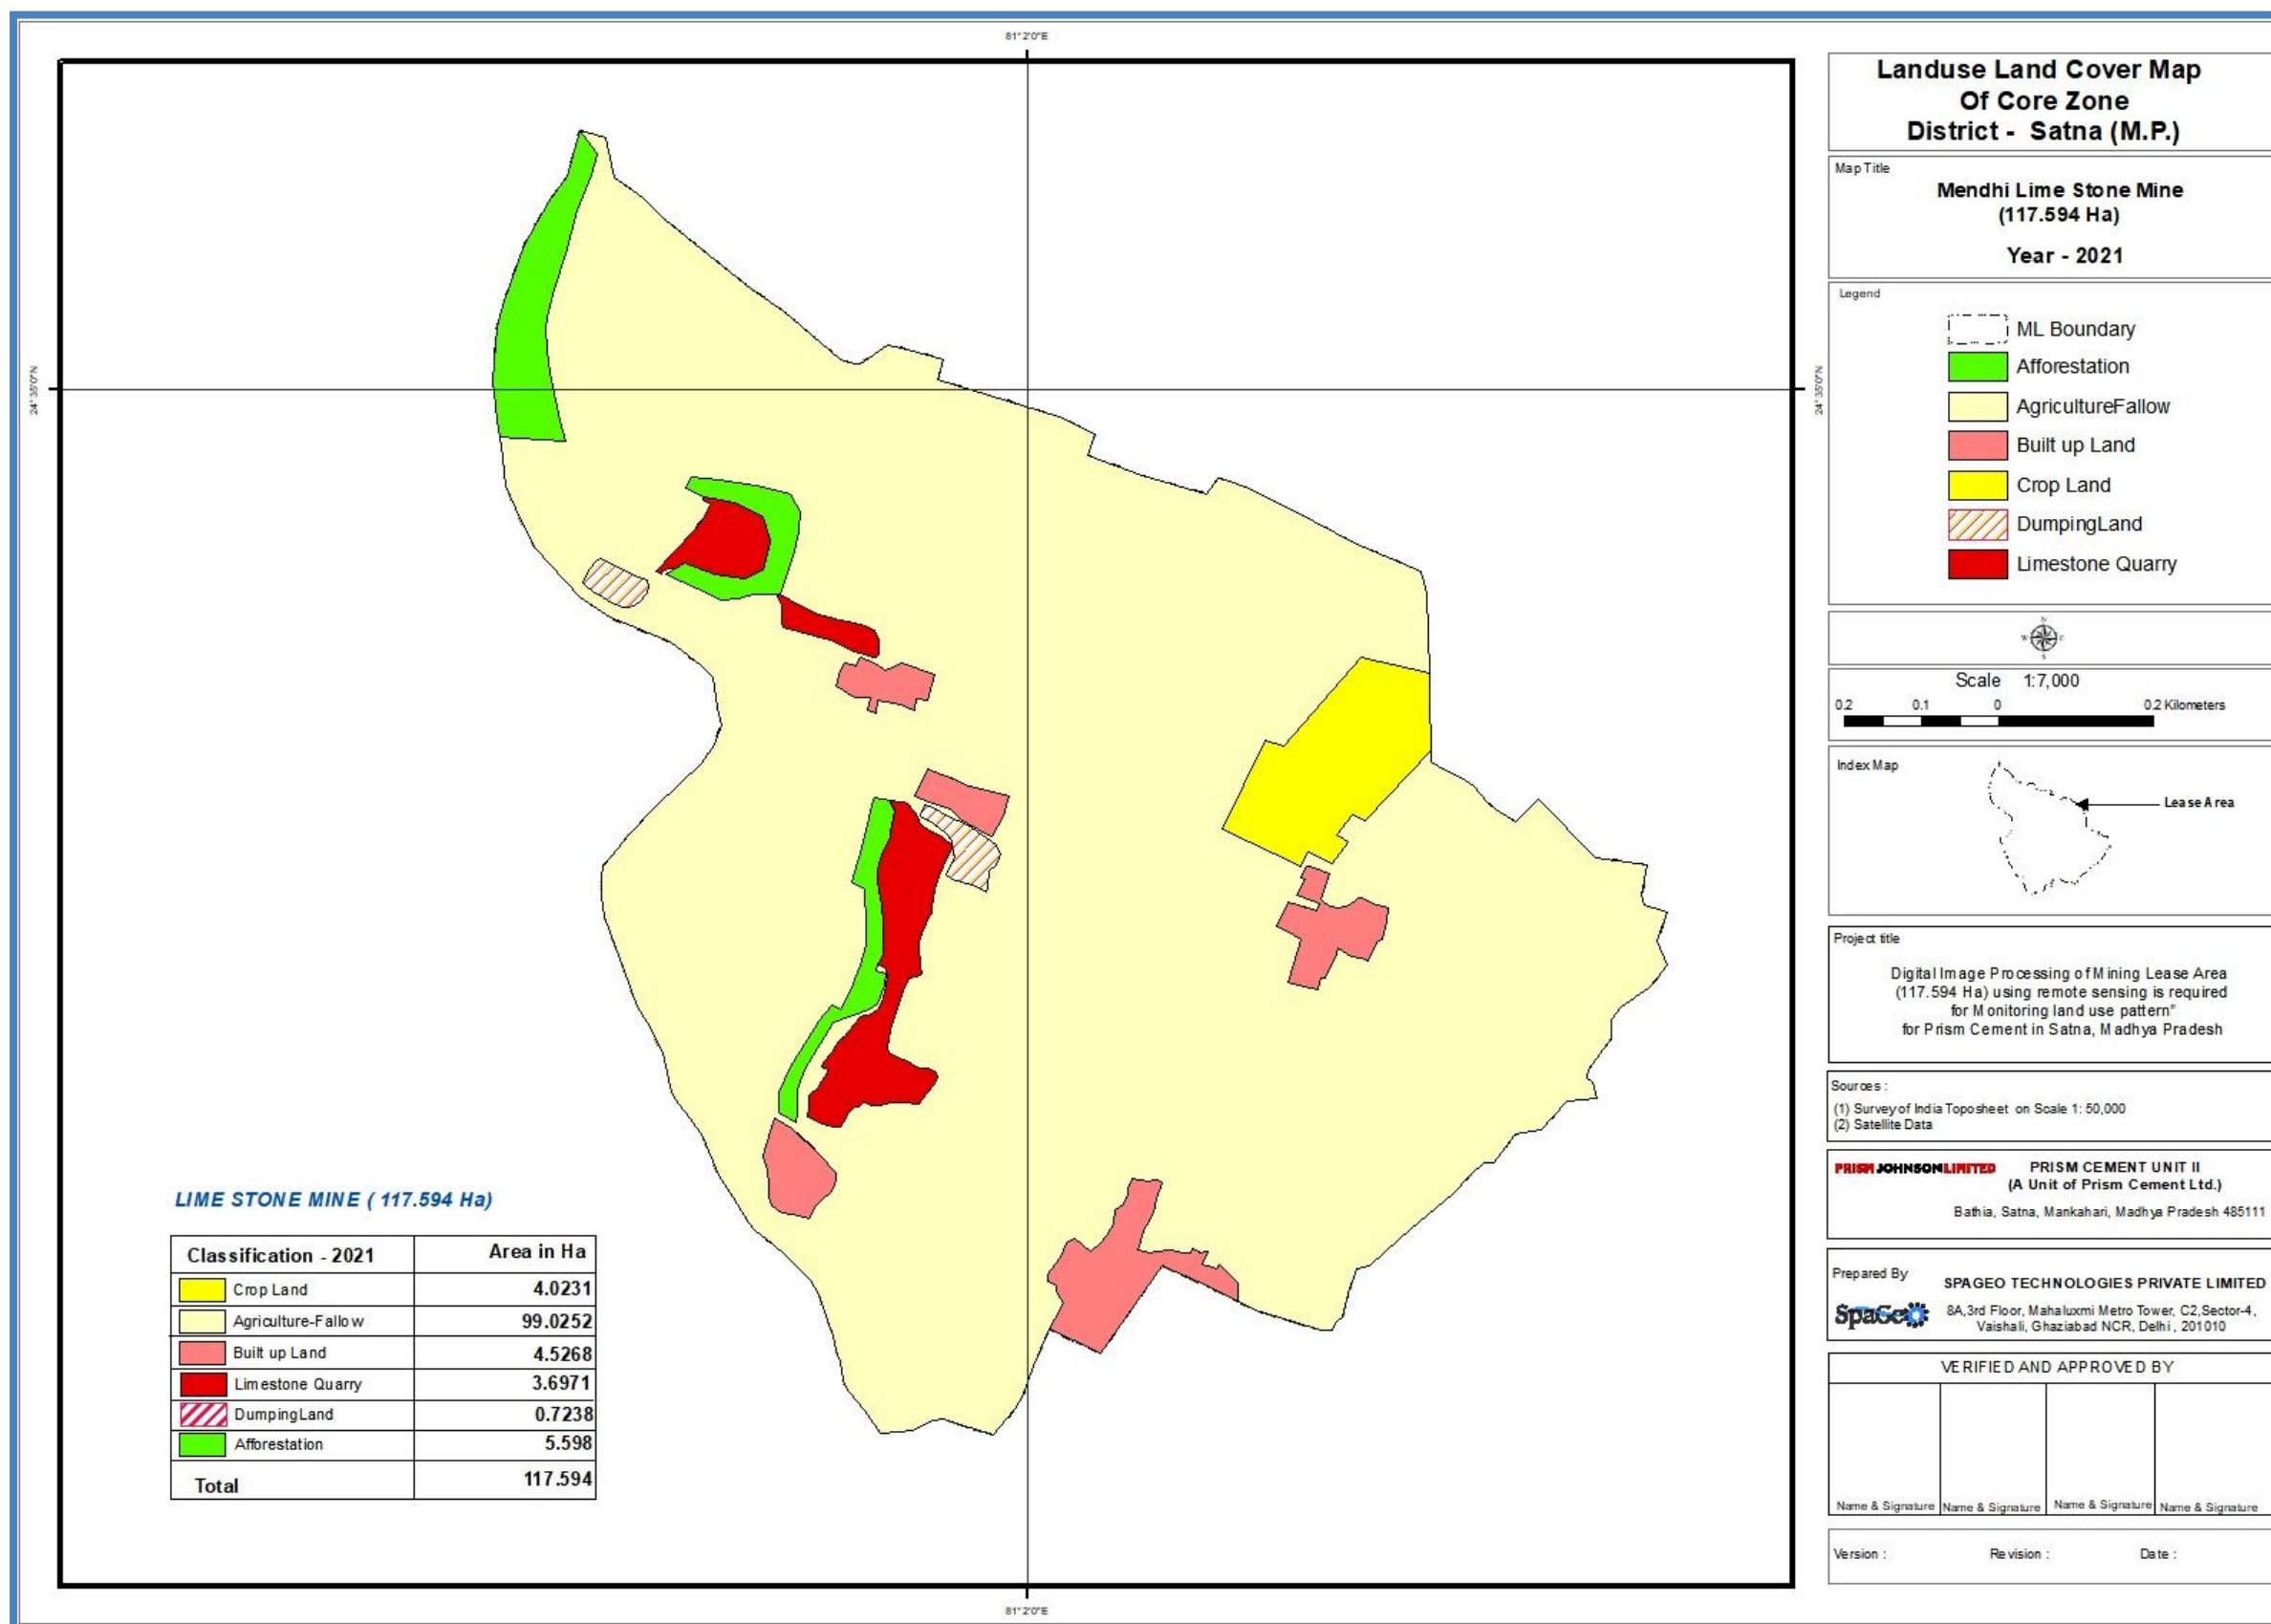 81°2'0"E
24°35'0"N
24°35'0"N
81°2'0"E
LIME STONE MINE ( 117.594 Ha)
Classification - 2021 Area in Ha
Crop Land 4.0231
Agriculture-Fallow 99.0252
Built up Land 4.5268
Limestone Quarry 3.6971
DumpingLand 0.7238
Afforestation 5.598
Total 117.594
Landuse Land Cover Map
Of Core Zone
District - Satna (M.P.)
Map Title
Mendhi Lime Stone Mine
(117.594 Ha)
Year - 2021
Legend
ML Boundary
Afforestation
AgricultureFallow
Built up Land
Crop Land
DumpingLand
Limestone Quarry
N
W E
S
Scale 1:7,000
0.2 0.1 0 0.2 Kilometers
Index Map
Lease Area
Project title
Digital Image Processing of Mining Lease Area
(117.594 Ha) using remote sensing is required
for Monitoring land use pattern"
for Prism Cement in Satna, Madhya Pradesh
Sources :
(1) Survey of India Toposheet on Scale 1: 50,000
(2) Satellite Data
PRISM JOHNSON LIMITED PRISM CEMENT UNIT II
(A Unit of Prism Cement Ltd.)
Bathia, Satna, Mankahari, Madhya Pradesh 485111
Prepared By
SPAGEO TECHNOLOGIES PRIVATE LIMITED
SpaGeo
8A,3rd Floor, Mahaluxmi Metro Tower, C2,Sector-4,
Vaishali, Ghaziabad NCR, Delhi, 201010
VERIFIED AND APPROVED BY
Name & Signature Name & Signature Name & Signature Name & Signature
Version : Revision : Date :